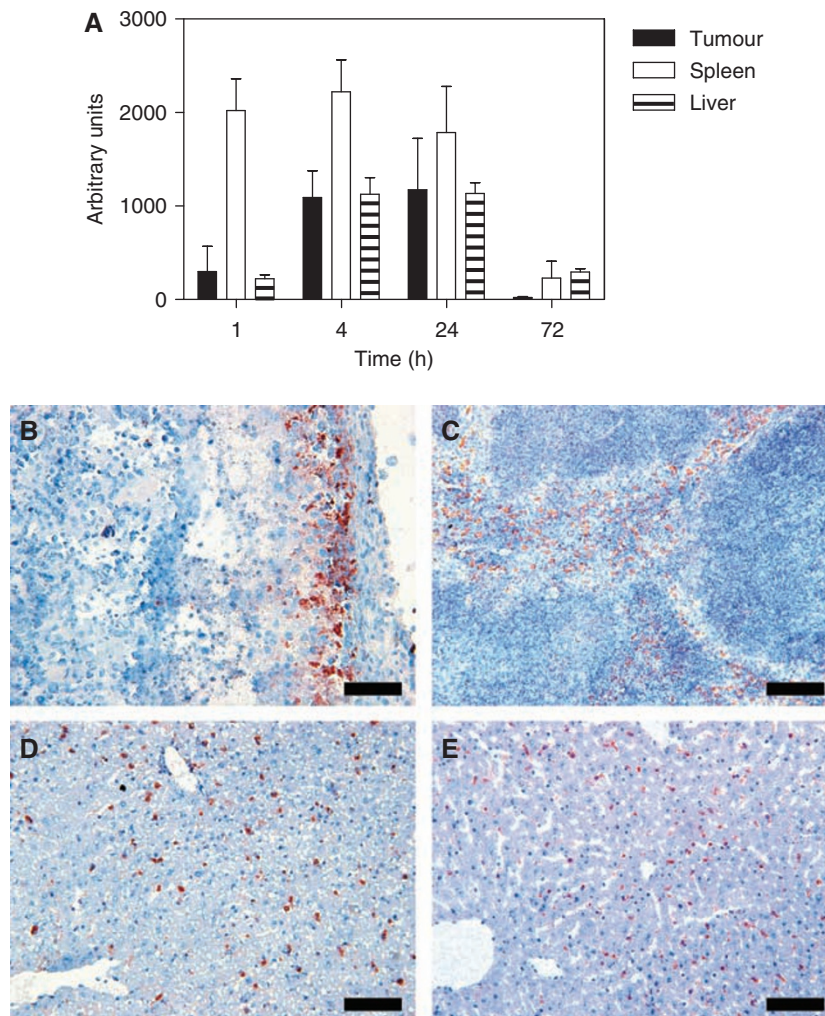 A
3000
2000
1000
0
Arbitrary units
1
4
24
72
Time (h)
Tumour
Spleen
Liver
B
C
D
E